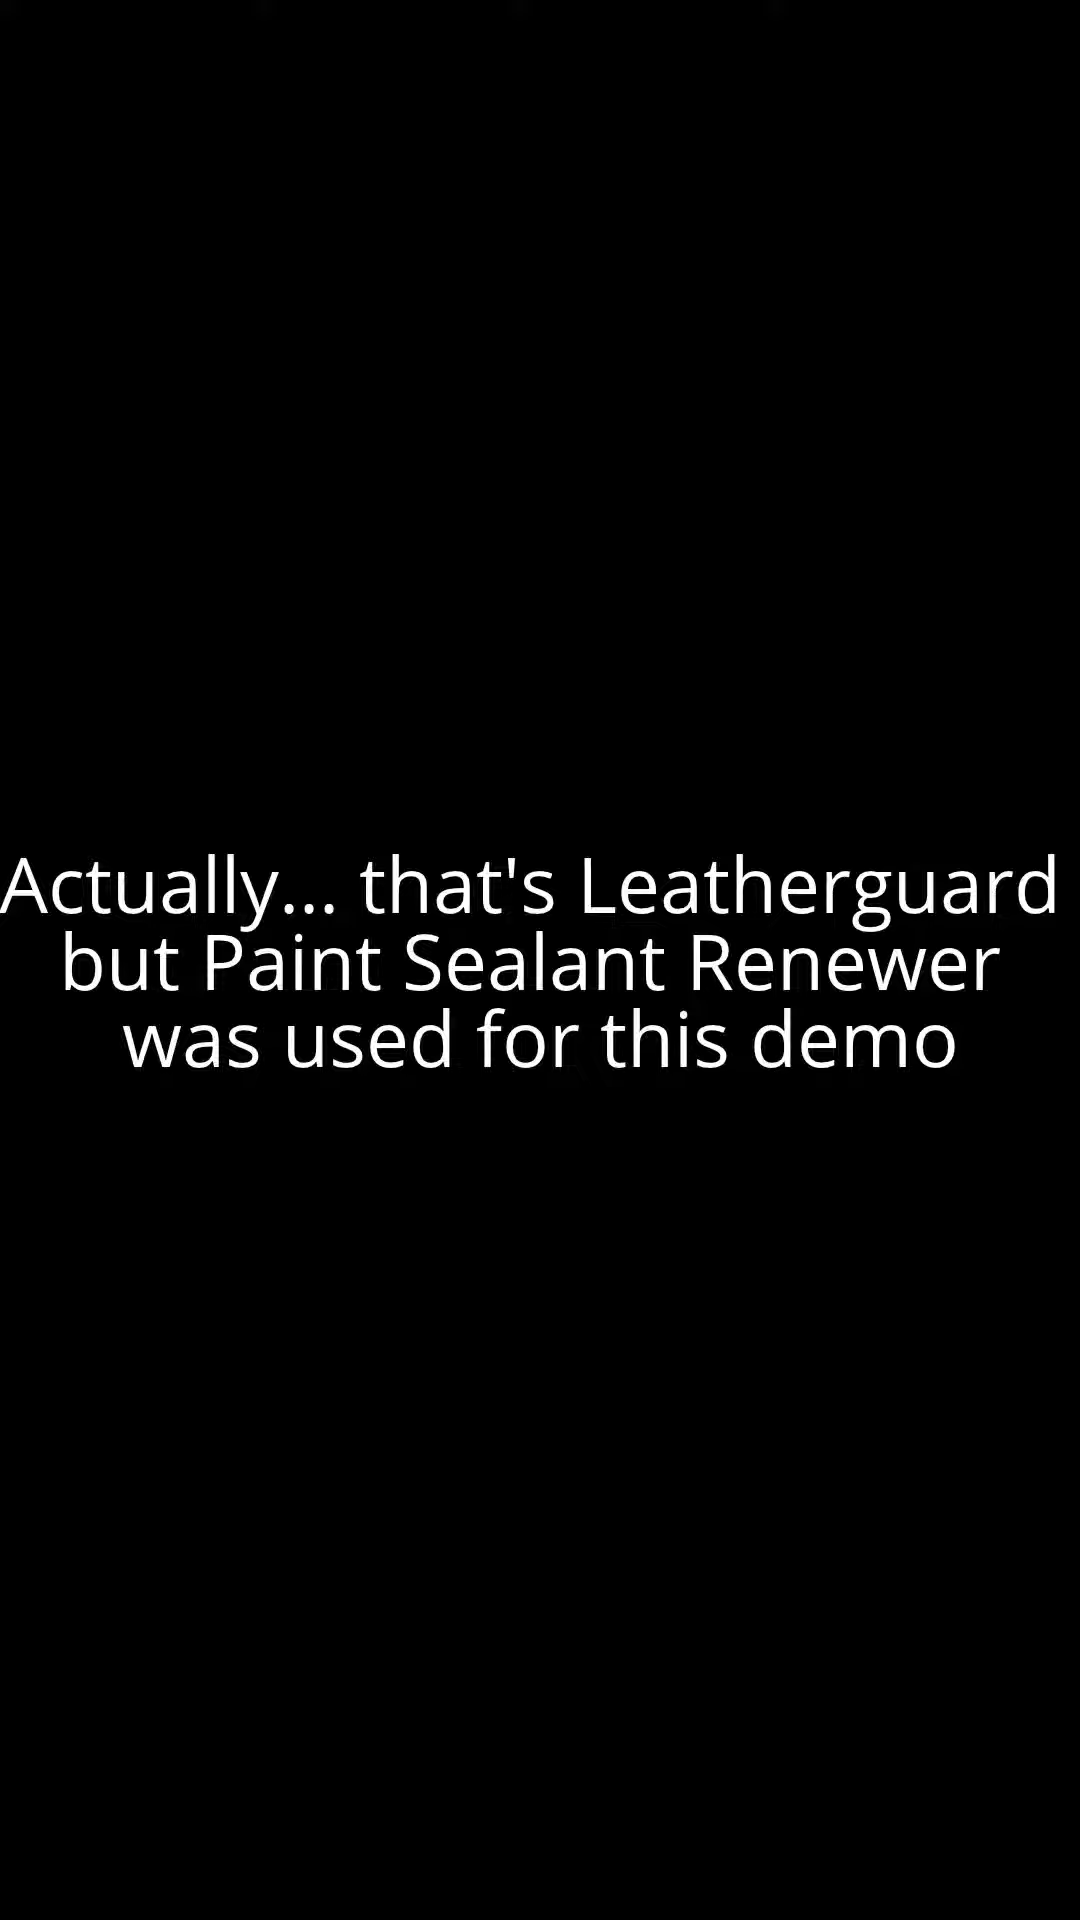 Actually... that's Leatherguard
but Paint Sealant Renewer
was used for this demo